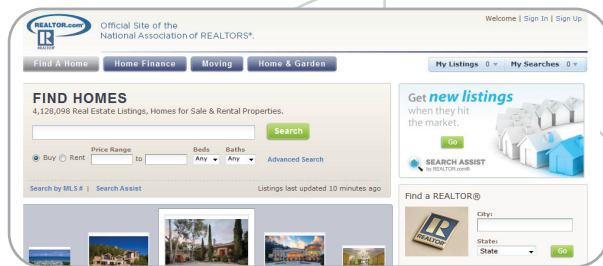 Welcome | Sign In | Sign Up
REALTOR.com®
R
REALTOR
Official Site of the
National Association of REALTORS®.
Find A Home
Home Finance
Moving
Home & Garden
My Listings 0
My Searches 0
FIND HOMES
4,128,098 Real Estate Listings, Homes for Sale & Rental Properties.
Search
Price Range
Beds
Baths
Buy
Rent
to
Any
Any
Advanced Search
Search by MLS # | Search Assist
Listings last updated 10 minutes ago
Get new listings
when they hit
the market.
Go
SEARCH ASSIST
by REALTOR.com®
Find a REALTOR®
R
REALTOR
City:
State:
State
Go